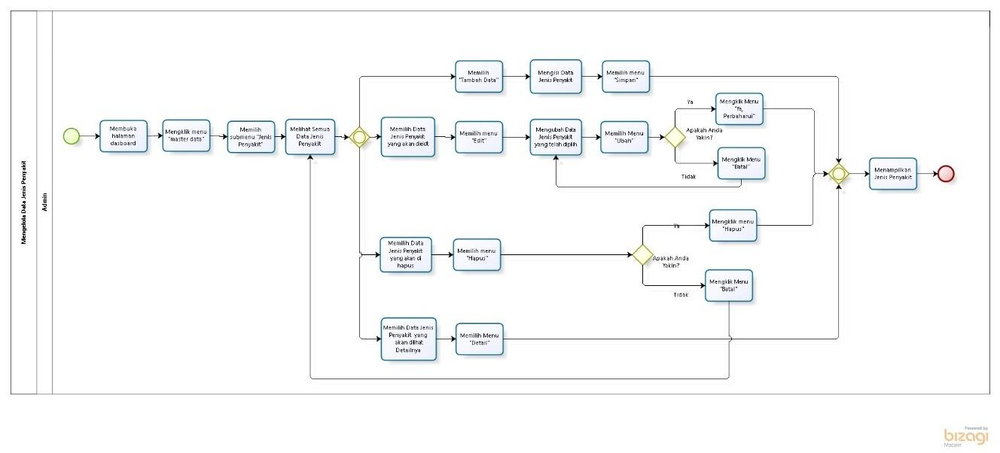 Mengelola Data Jenis Penyakit
Admin
Membuka
halaman
dasboard
Mengklik menu
"master data"
Memilih
submenu "Jenis
Penyakit"
Melihat Semua
Data Jenis
Penyakit
Memilih
"Tambah Data"
Mengisi Data
Jenis Penyakit
Memilih menu
"Simpan"
Memilih Data
Jenis Penyakit
yang akan dieidt
Memilih menu
"Edit"
Mengubah Data
Jenis Penyakit
yang telah dipilih
Memilih Menu
"Ubah"
Apakah Anda
Yakin?
Ya
Mengklik Menu
"Ya,
Perbaharui"
Tidak
Mengklik Menu
"Batal"
Memilih Data
Jenis Penyakit
yang akan di
hapus
Memilih menu
"Hapus"
Apakah Anda
Yakin?
Ya
Mengklik menu
"Hapus"
Tidak
Mengklik Menu
"Batal"
Memilih Data Jenis
Penyakit yang
akan dilihat
Detailnya
Memilih Menu
"Detail"
Menampilkan
Jenis Penyakit
Powered by
bizagi
Modeler